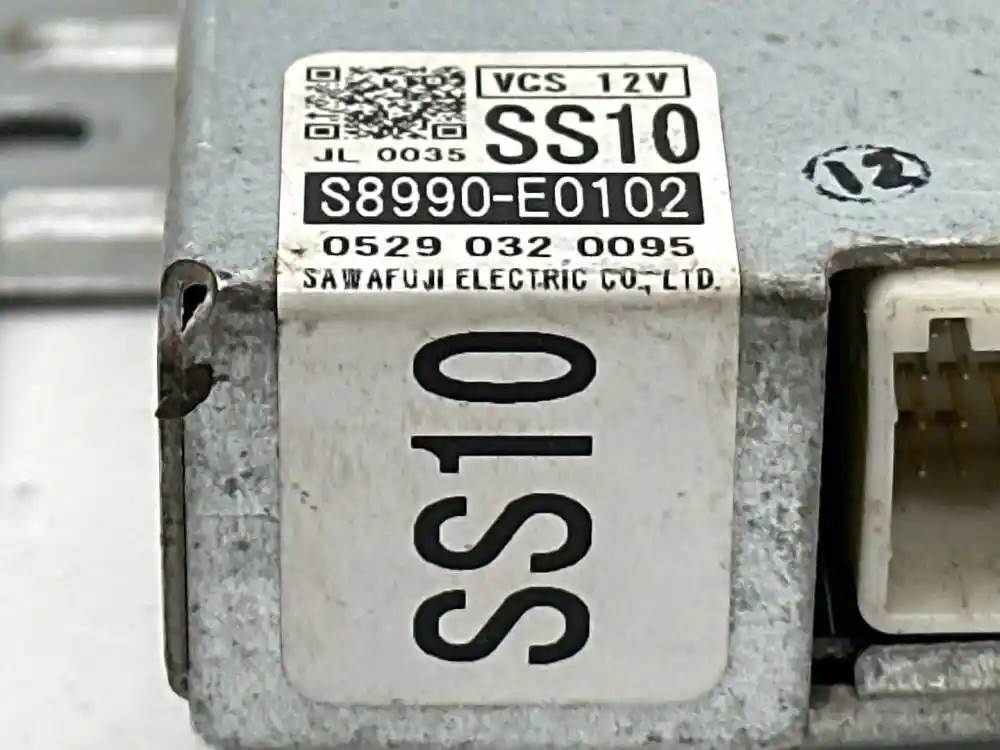 VCS 12V
SS10
JL 0035
S8990-E0102
0529 032 0095
SAWAFUJI ELECTRIC CO., LTD.
SS10
12